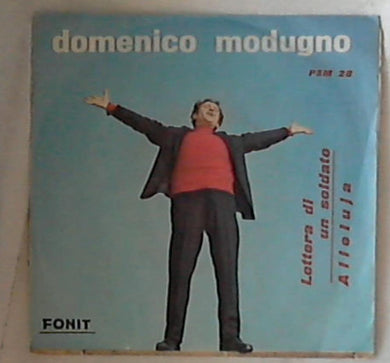 domenico modugno
PSM 28
Lettera di
un soldato
Alleluja
FONIT